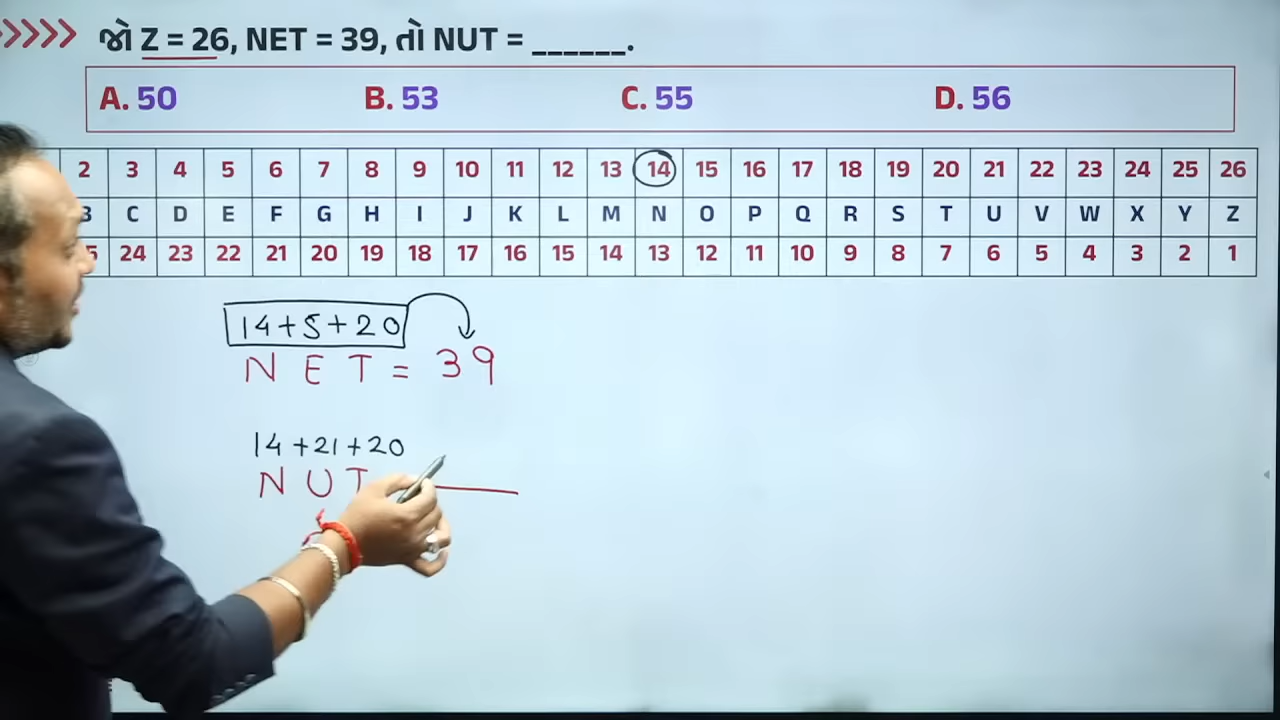 જો Z = 26, NET = 39, તો NUT = ______.
A. 50 B. 53 C. 55 D. 56
2 3 4 5 6 7 8 9 10 11 12 13 14 15 16 17 18 19 20 21 22 23 24 25 26
B C D E F G H I J K L M N O P Q R S T U V W X Y Z
5 24 23 22 21 20 19 18 17 16 15 14 13 12 11 10 9 8 7 6 5 4 3 2 1
14+5+20
N E T = 39
14+21+20
N U T